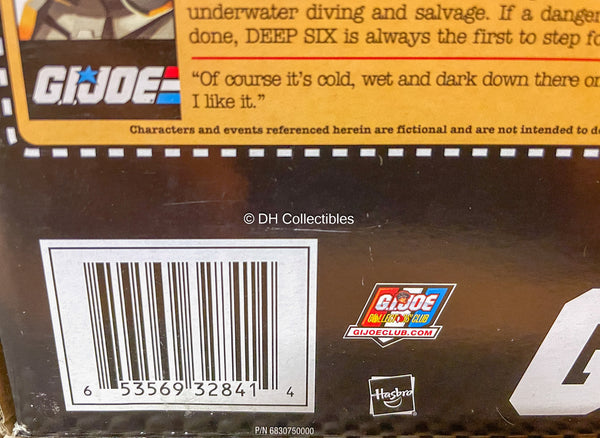 underwater diving and salvage. If a danger
done, DEEP SIX is always the first to step fo
G.I.JOE
"Of course it's cold, wet and dark down there
I like it."
Characters and events referenced herein are fictional and are not intended to
© DH Collectibles
G.I.JOE
COLLECTORS' CLUB
GIJOECLUB.COM
6 53569 32841 4
Hasbro
P/N 6830750000
G